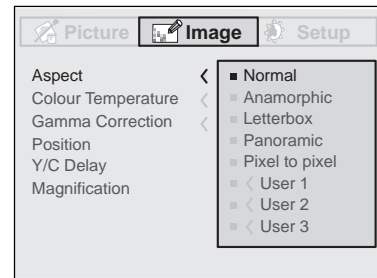 Picture Image Setup
Aspect
Colour Temperature
Gamma Correction
Position
Y/C Delay
Magnification
Normal
Anamorphic
Letterbox
Panoramic
Pixel to pixel
User 1
User 2
User 3